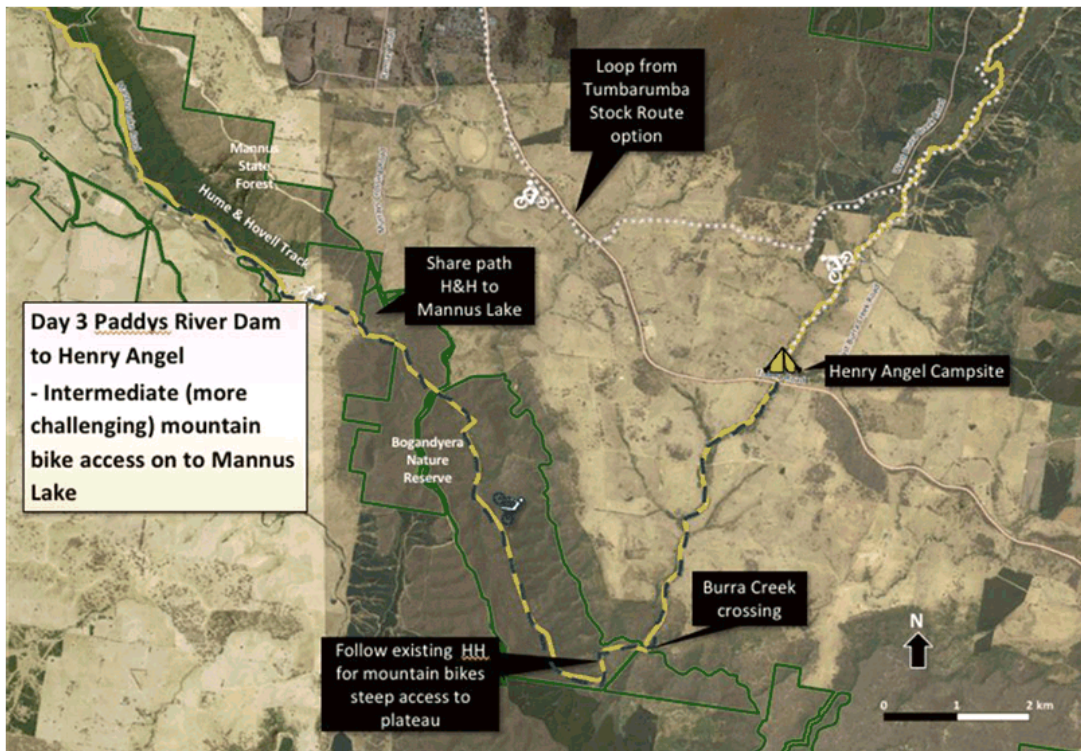 Loop from
Tumbarumba
Stock Route
option
Mannus
State
Forest
Hume & Hovell Track
Share path
H&H to
Mannus Lake
Day 3 Paddys River Dam
to Henry Angel
- Intermediate (more
challenging) mountain
bike access on to Mannus
Lake
Henry Angel Campsite
Bogandyera
Nature
Reserve
Burra Creek
crossing
Follow existing HH
for mountain bikes
steep access to
plateau
N
0 1 2 km